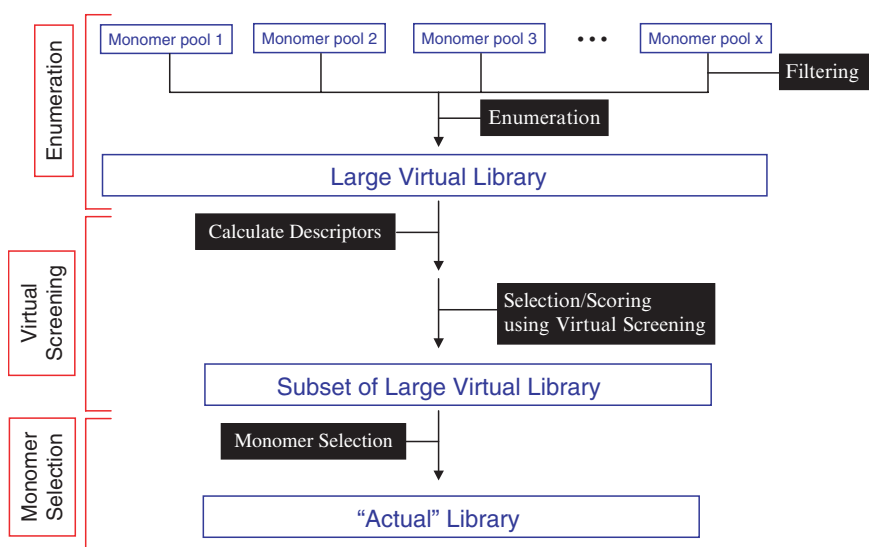 Monomer pool 1
Monomer pool 2
Monomer pool 3
•••
Monomer pool x
Filtering
Enumeration
Enumeration
Large Virtual Library
Calculate Descriptors
Virtual
Screening
Selection/Scoring
using Virtual Screening
Subset of Large Virtual Library
Monomer
Selection
Monomer Selection
“Actual” Library